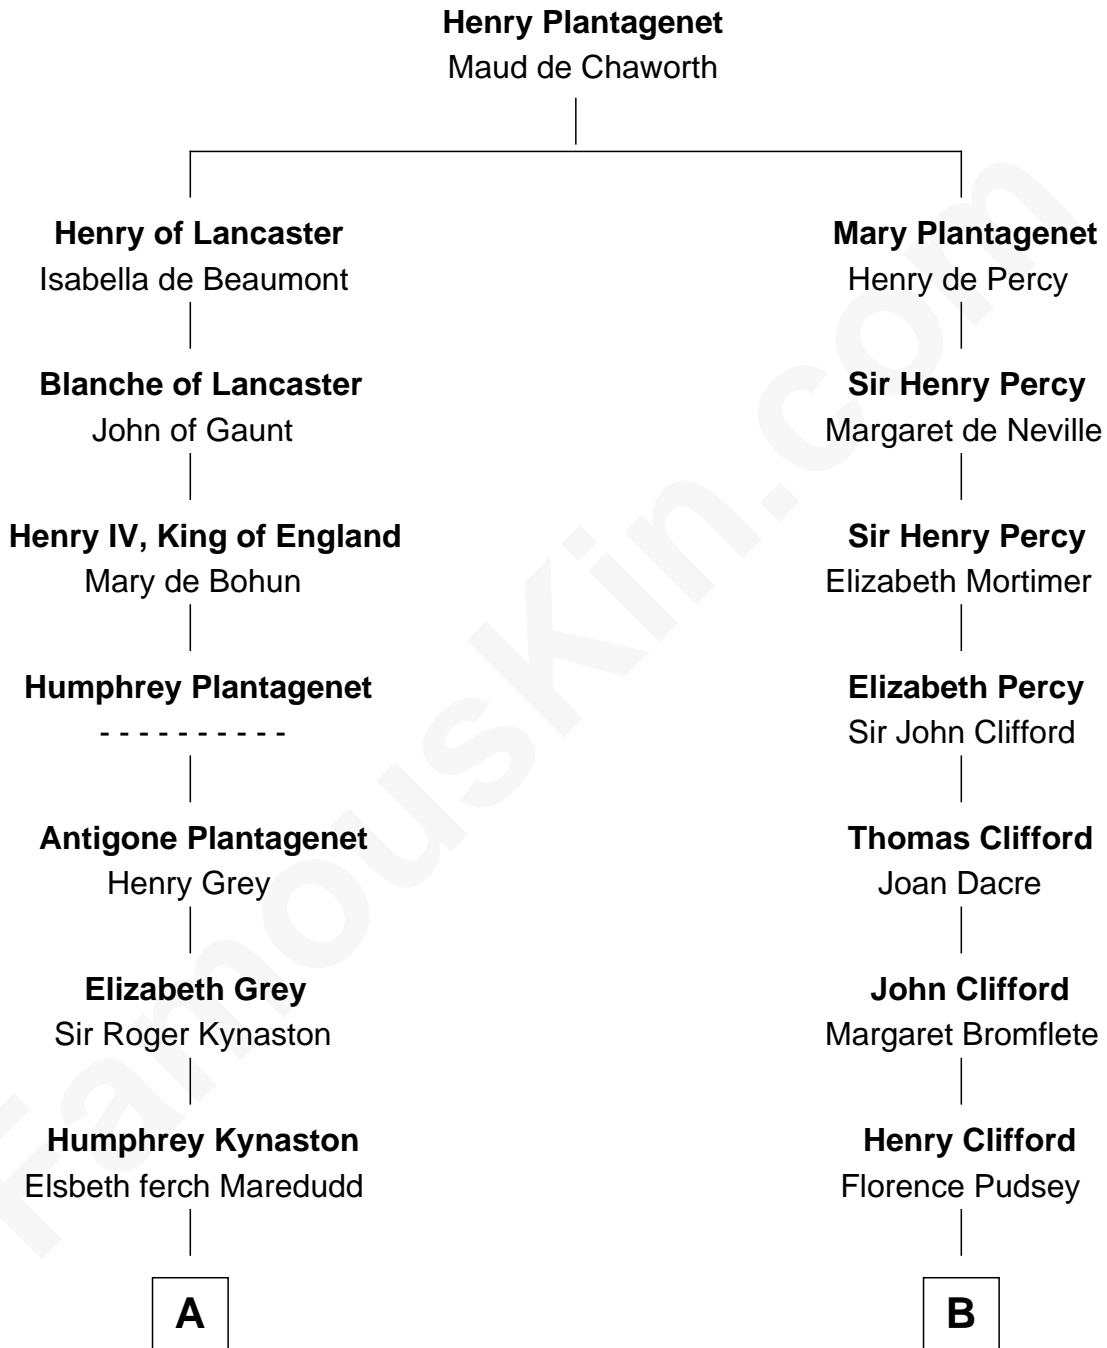 Henry Plantagenet
Maud de Chaworth
Henry of Lancaster
Isabella de Beaumont
Mary Plantagenet
Henry de Percy
Blanche of Lancaster
John of Gaunt
Sir Henry Percy
Margaret de Neville
Henry IV, King of England
Mary de Bohun
Sir Henry Percy
Elizabeth Mortimer
Humphrey Plantagenet
- - - - - - - - - -
Elizabeth Percy
Sir John Clifford
Antigone Plantagenet
Henry Grey
Thomas Clifford
Joan Dacre
Elizabeth Grey
Sir Roger Kynaston
John Clifford
Margaret Bromflete
Humphrey Kynaston
Elsbeth ferch Maredudd
Henry Clifford
Florence Pudsey
A
B
FamousKin.com